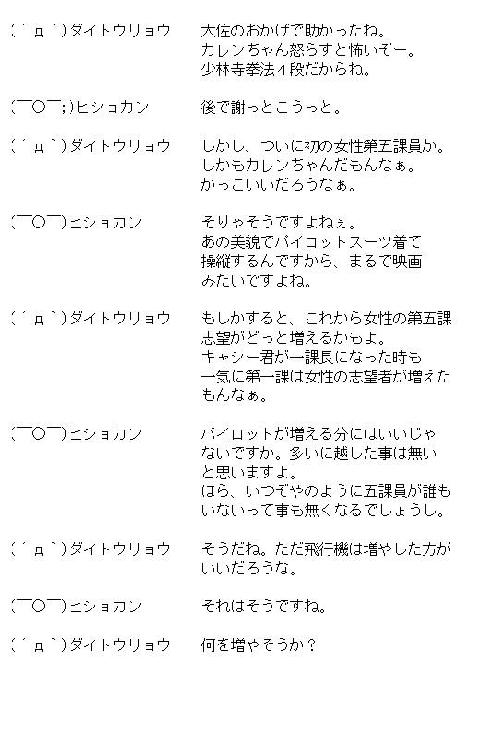 (´д｀)ダイトウリョウ　大佐のおかげで助かったね。
カレンちゃん怒らすと怖いぞー。
少林寺拳法４段だからね。
(￣○￣;)ヒショカン　後で謝っとこうっと。
(´д｀)ダイトウリョウ　しかし、ついに初の女性第五課員か。
しかもカレンちゃんだもんなぁ。
かっこいいだろうなぁ。
(￣○￣)ヒショカン　そりゃそうですよねぇ。
あの美貌でパイロットスーツ着て
操縦するんですから、まるで映画
みたいですよね。
(´д｀)ダイトウリョウ　もしかすると、これから女性の第五課
志望がどっと増えるかもよ。
キャシー君が一課長になった時も
一気に第一課は女性の志望者が増えた
もんなぁ。
(￣○￣)ヒショカン　パイロットが増える分にはいいじゃ
ないですか。多いに越した事は無い
と思いますよ。
ほら、いつぞやのように五課員が誰も
いないって事も無くなるでしょうし。
(´д｀)ダイトウリョウ　そうだね。ただ飛行機は増やした方が
いいだろうな。
(￣○￣)ヒショカン　それはそうですね。
(´д｀)ダイトウリョウ　何を増やそうか？